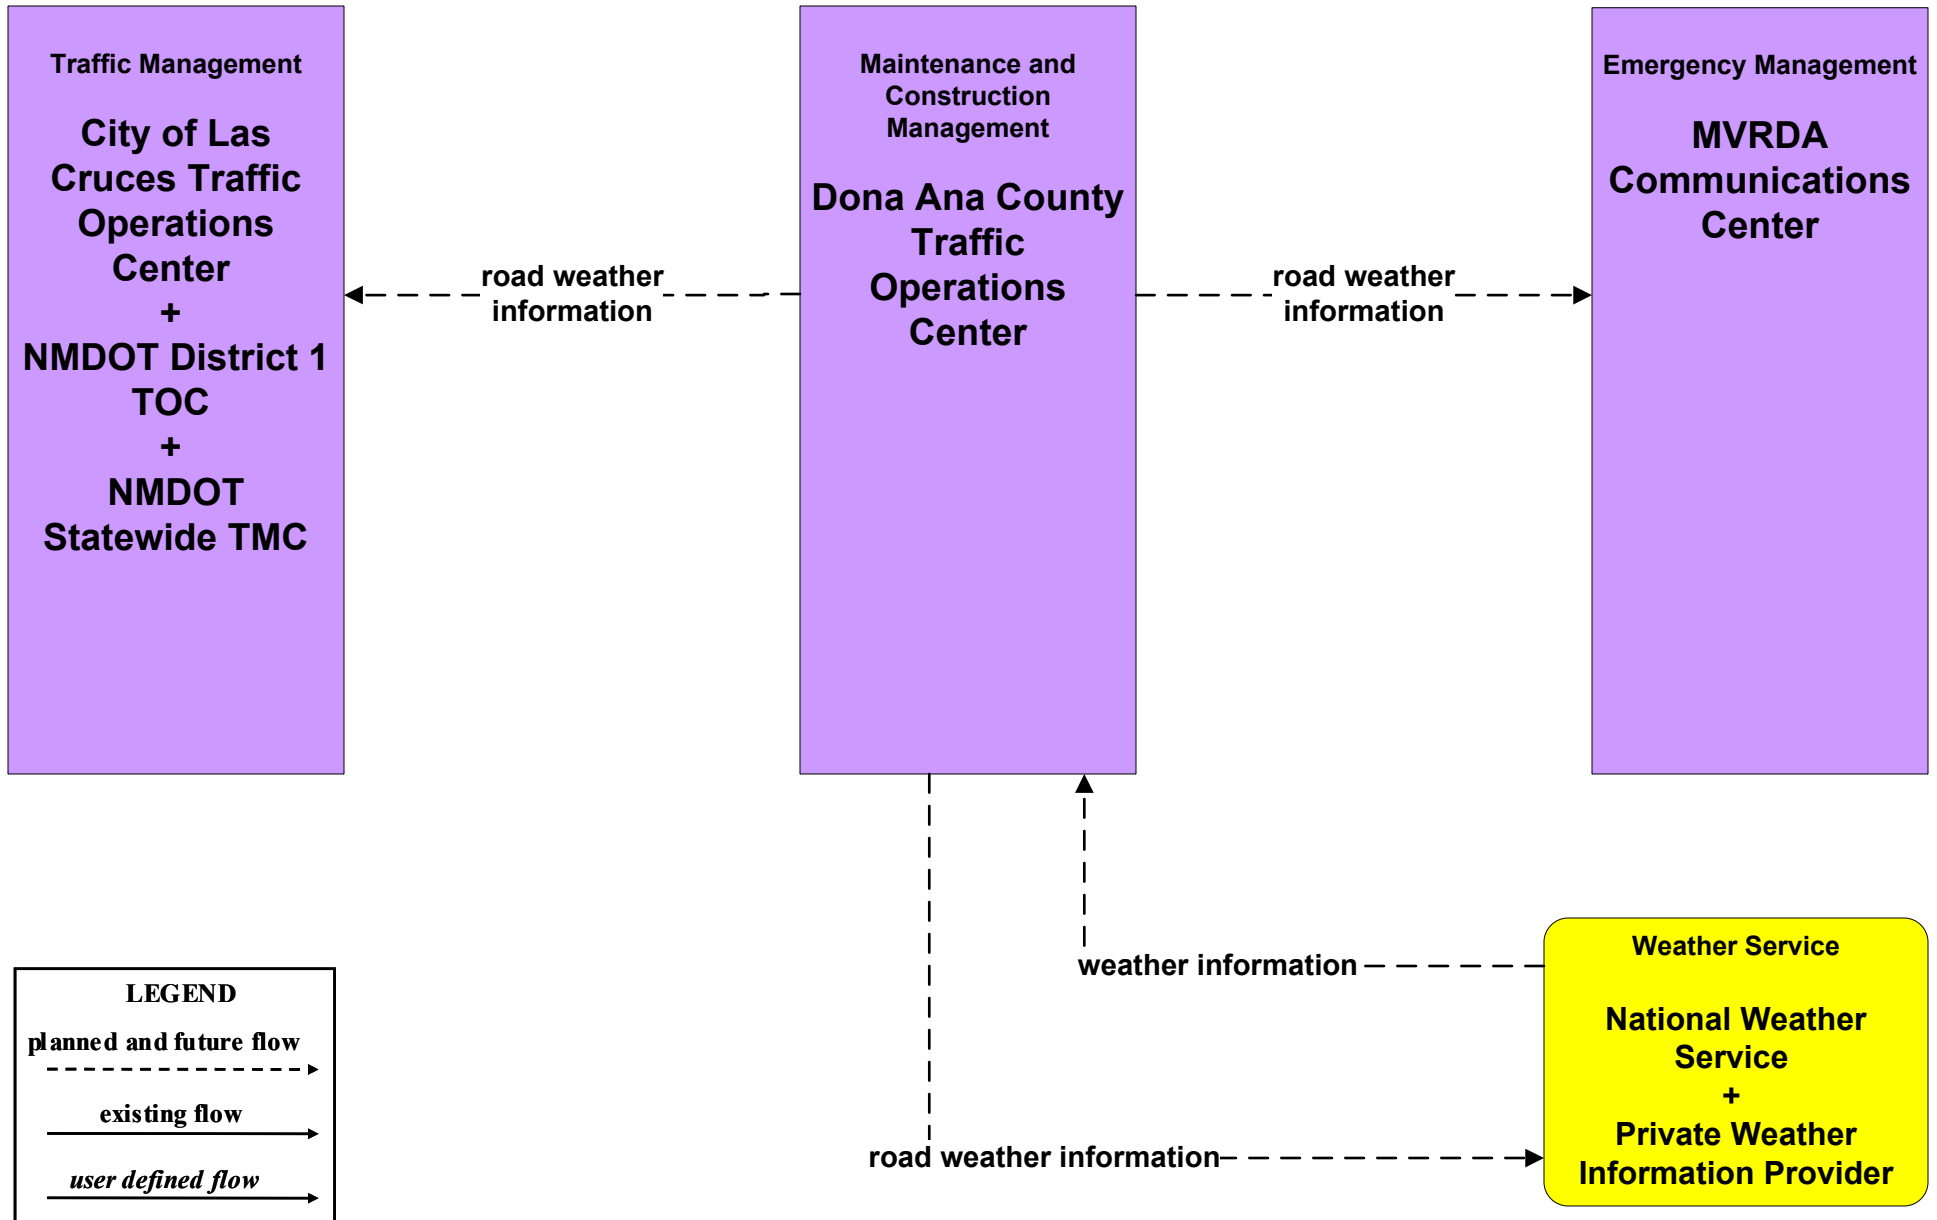 Traffic Management
City of Las
Cruces Traffic
Operations
Center
+
NMDOT District 1
TOC
+
NMDOT
Statewide TMC
road weather
information
Maintenance and
Construction
Management
Dona Ana County
Traffic
Operations
Center
road weather
information
Emergency Management
MVRDA
Communications
Center
weather information
road weather information
Weather Service
National Weather
Service
+
Private Weather
Information Provider
LEGEND
planned and future flow
existing flow
user defined flow